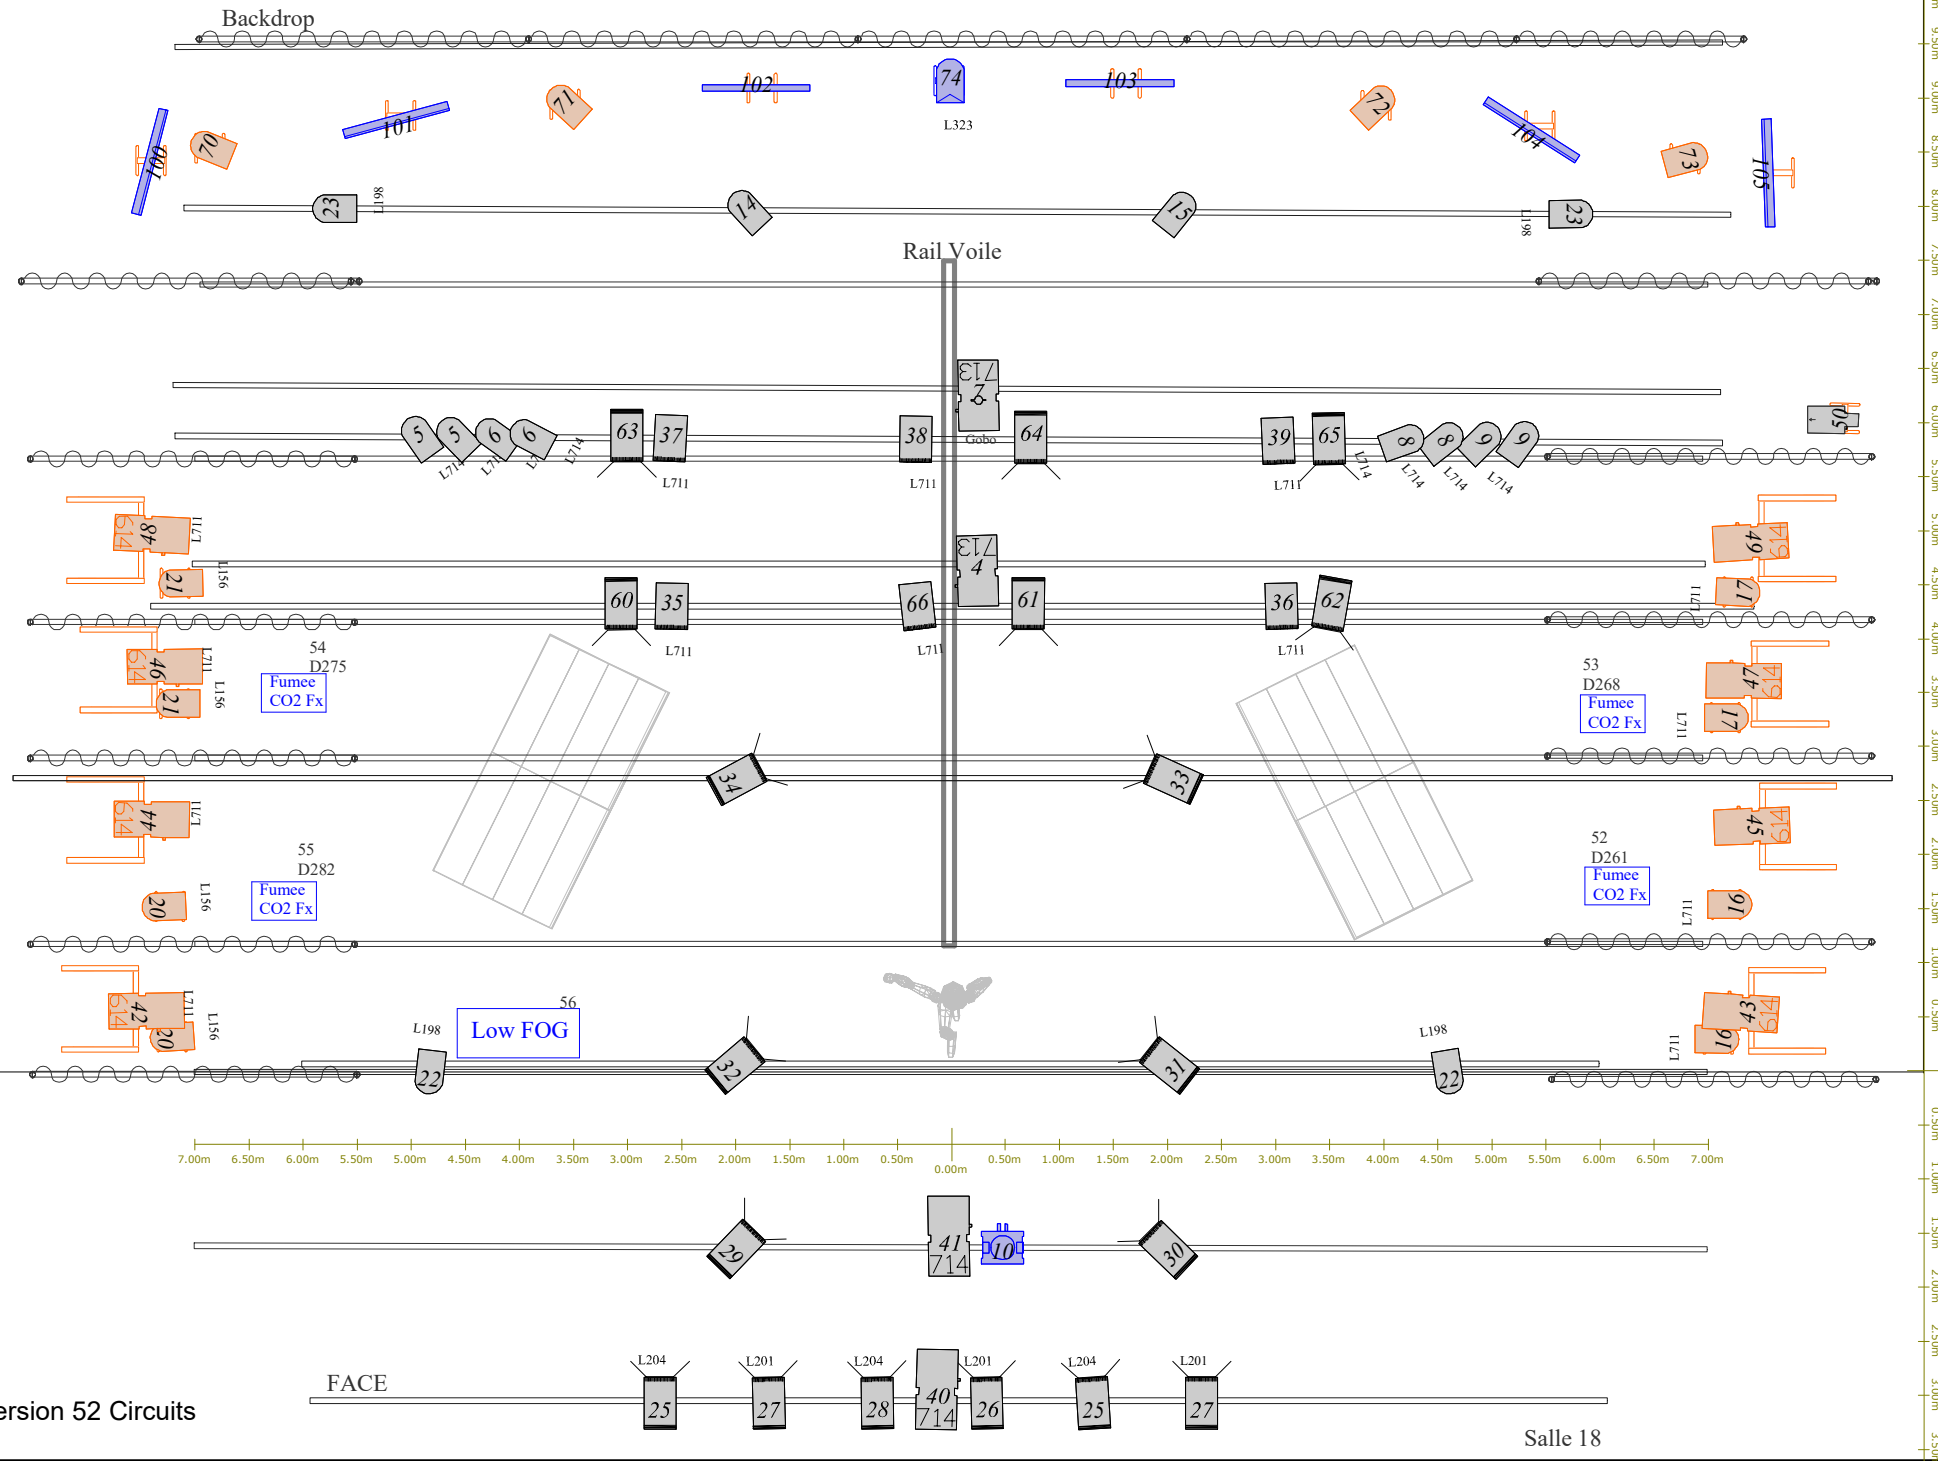 Backdrop
74
102
103
71
72
101
104
L323
70
100
73
105
23
L198
14
15
L198
23
Rail Voile
713
7
Gobo
50
5
5
6
6
L714
63
37
38
64
39
65
8
8
9
9
L714
L714
L711
L711
L711
L714
L714
L714
L714
48
614
L711
49
614
713
4
21
L156
L711
17
60
35
66
61
36
62
L711
L711
L711
54
D275
Fumee
CO2 Fx
46
614
L711
21
L156
53
D268
Fumee
CO2 Fx
47
614
17
L711
34
33
44
614
L711
45
614
55
D282
Fumee
CO2 Fx
52
D261
Fumee
CO2 Fx
20
L156
16
L711
56
Low FOG
42
614
L711
20
L156
43
614
16
L711
L198
22
32
31
L198
22
7.00m 6.50m 6.00m 5.50m 5.00m 4.50m 4.00m 3.50m 3.00m 2.50m 2.00m 1.50m 1.00m 0.50m 0.00m 0.50m 1.00m 1.50m 2.00m 2.50m 3.00m 3.50m 4.00m 4.50m 5.00m 5.50m 6.00m 6.50m 7.00m
29
41
714
10
30
L204
L201
L204
L201
L204
L201
FACE
25
27
28
40
714
26
25
27
ersion 52 Circuits
Salle 18